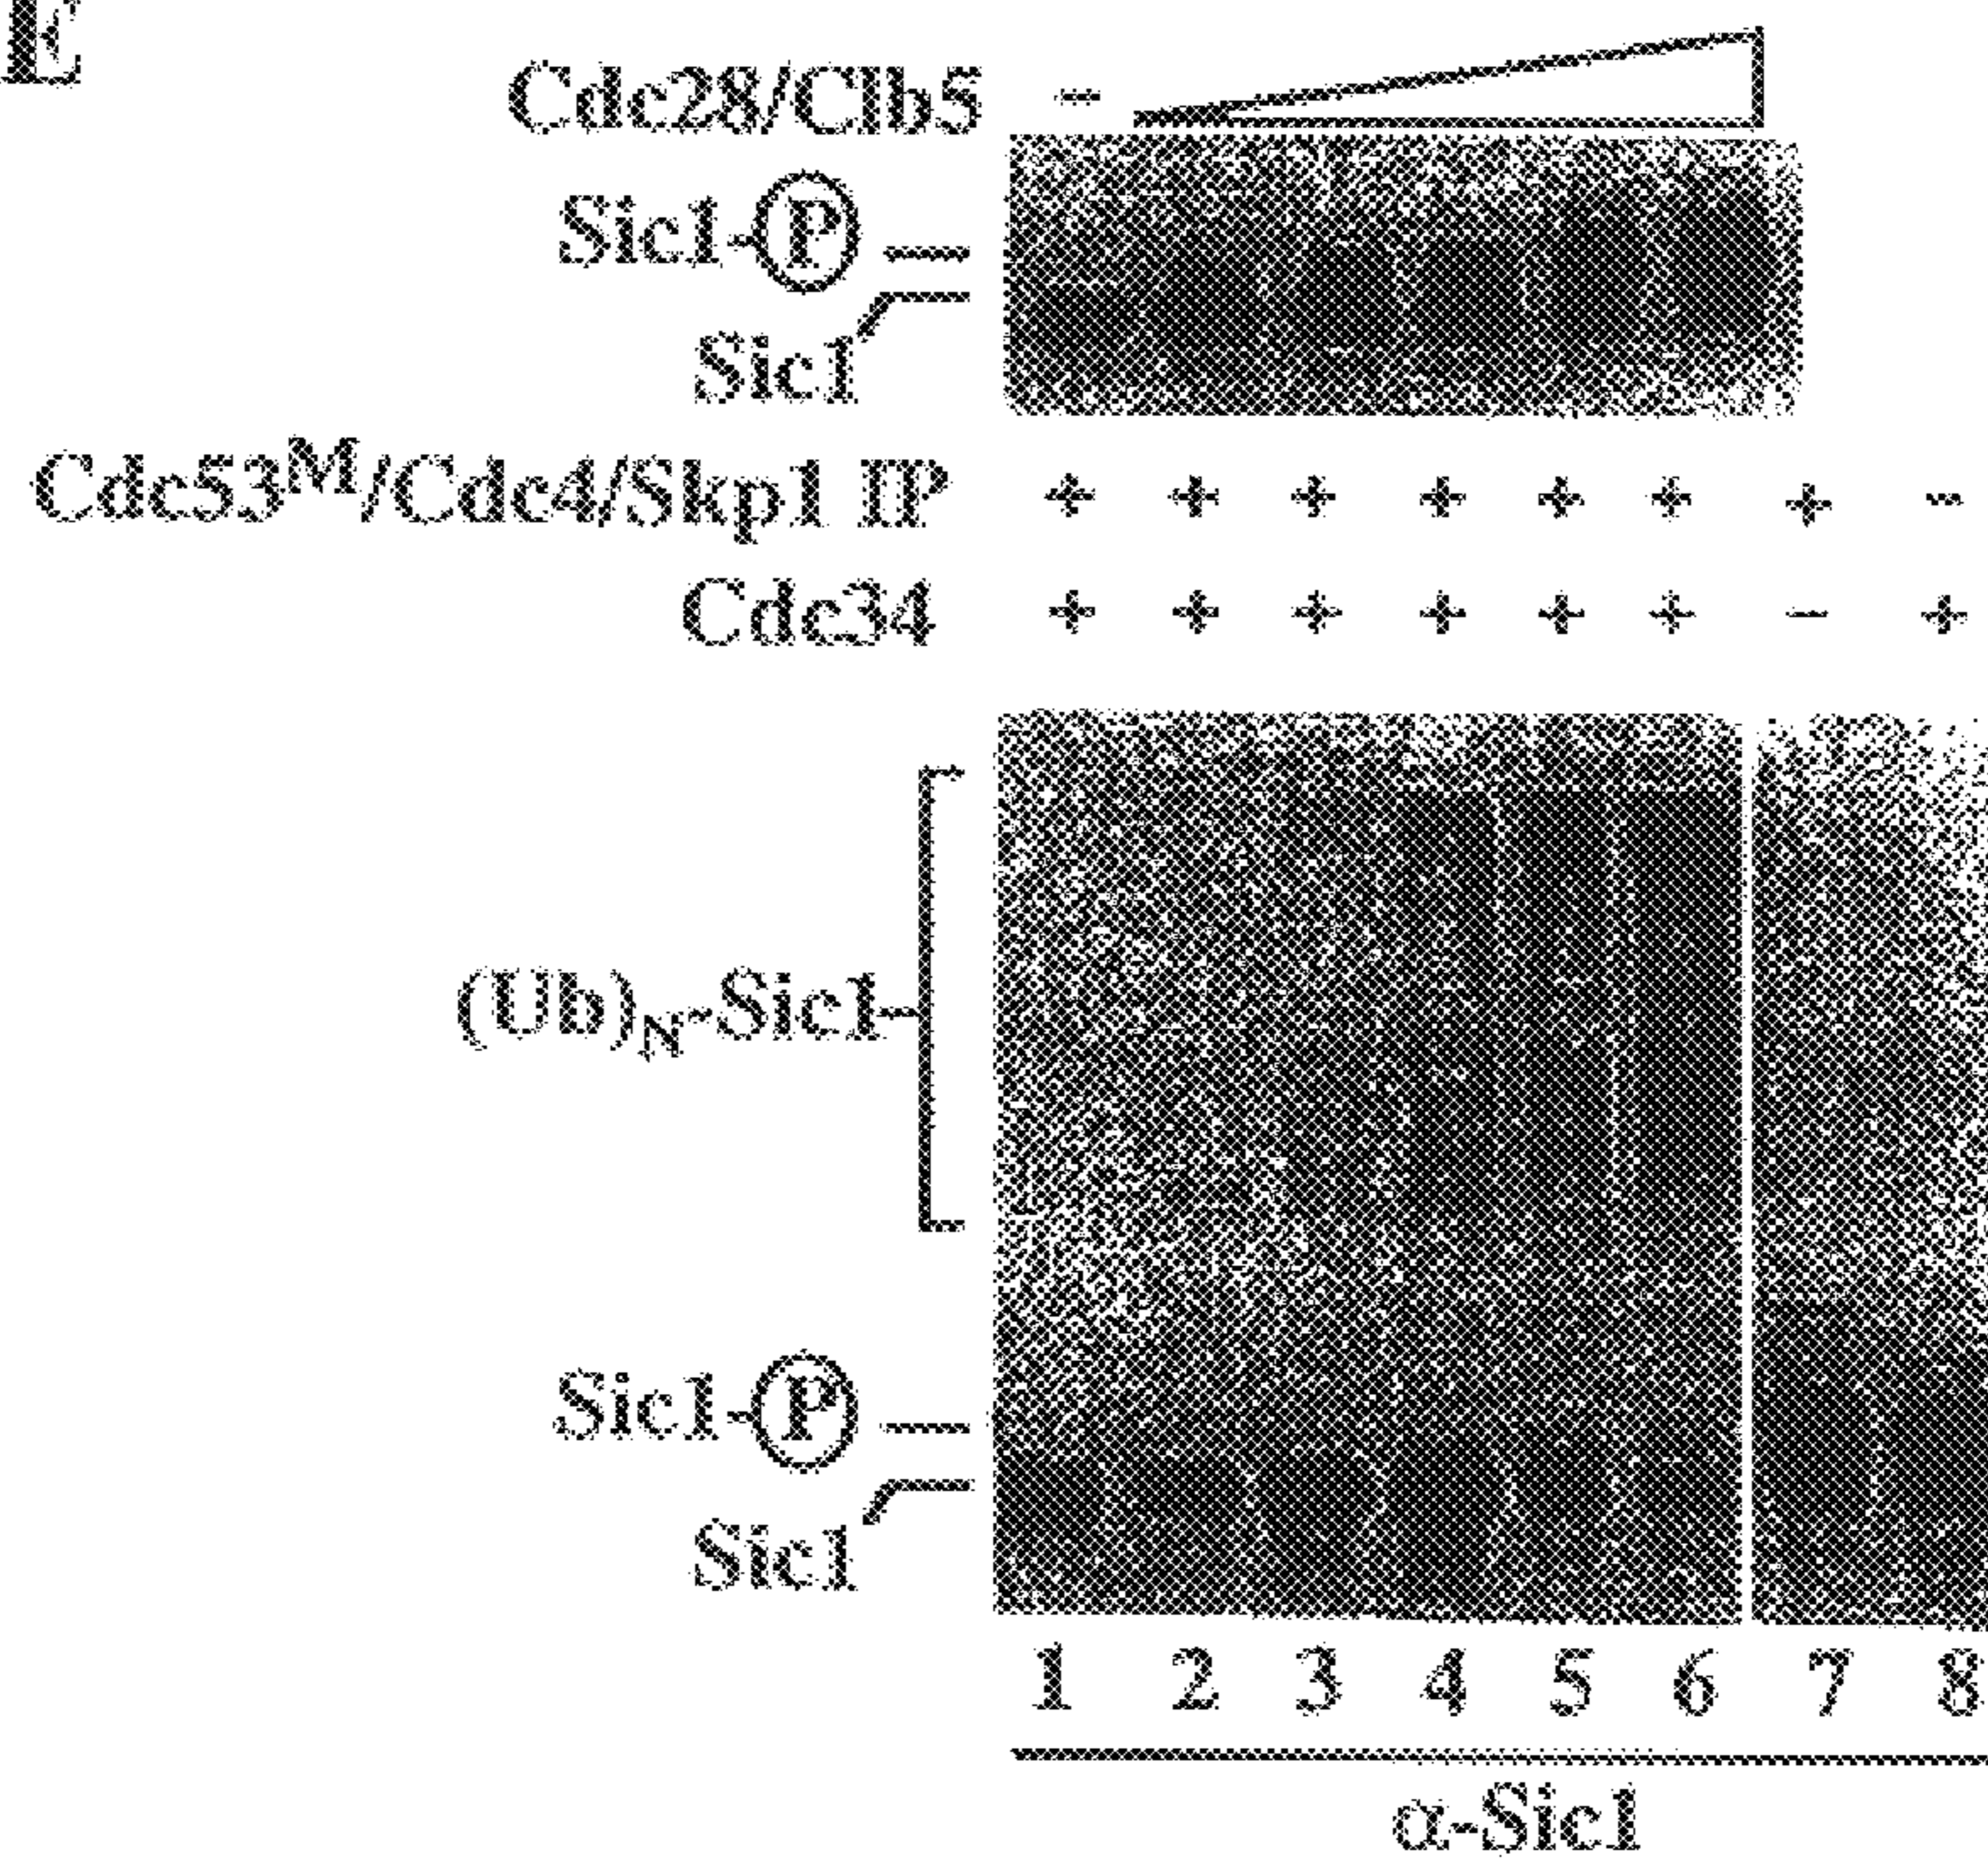 E
Cdc28/Clb5 -
Sic1-Ⓟ
Sic1
Cdc53ᴹ/Cdc4/Skp1 IP + + + + + + + -
Cdc34 + + + + + + - +
(Ub)N-Sic1
Sic1-Ⓟ
Sic1
1 2 3 4 5 6 7 8
α-Sic1